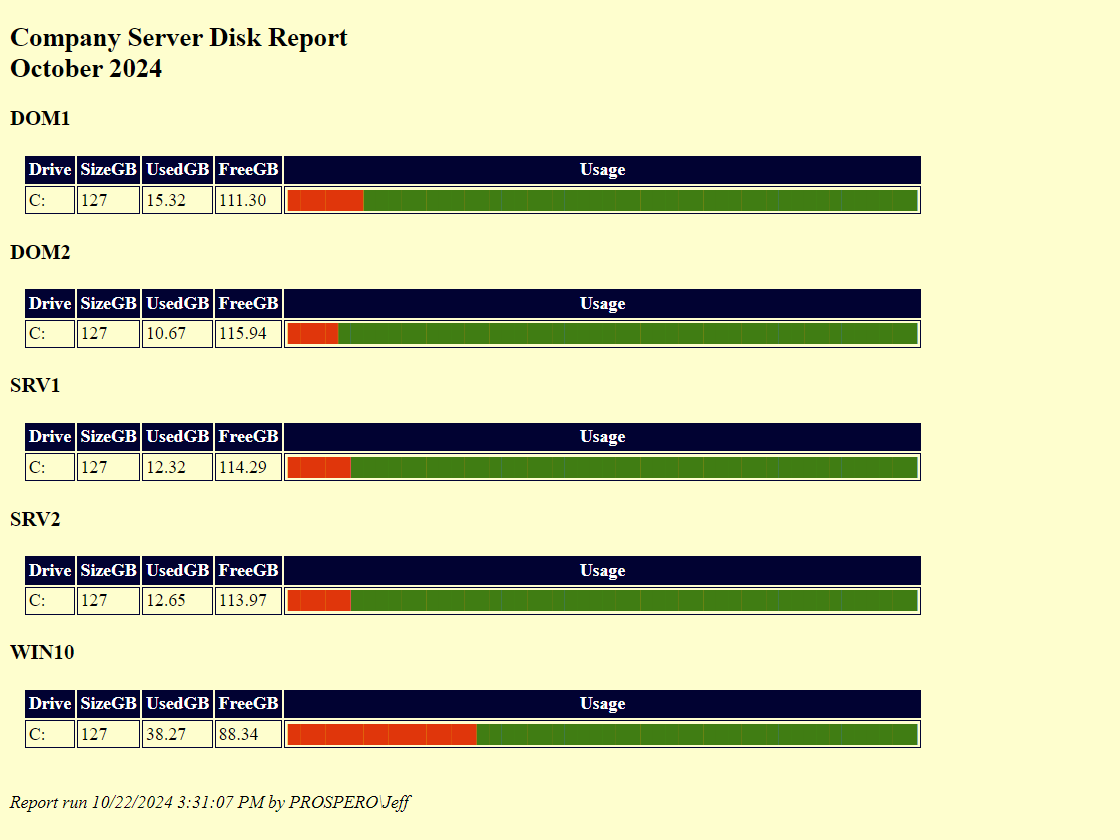 Company Server Disk Report
October 2024
DOM1
Drive SizeGB UsedGB FreeGB Usage
C: 127 15.32 111.30
DOM2
Drive SizeGB UsedGB FreeGB Usage
C: 127 10.67 115.94
SRV1
Drive SizeGB UsedGB FreeGB Usage
C: 127 12.32 114.29
SRV2
Drive SizeGB UsedGB FreeGB Usage
C: 127 12.65 113.97
WIN10
Drive SizeGB UsedGB FreeGB Usage
C: 127 38.27 88.34
Report run 10/22/2024 3:31:07 PM by PROSPERO\Jeff